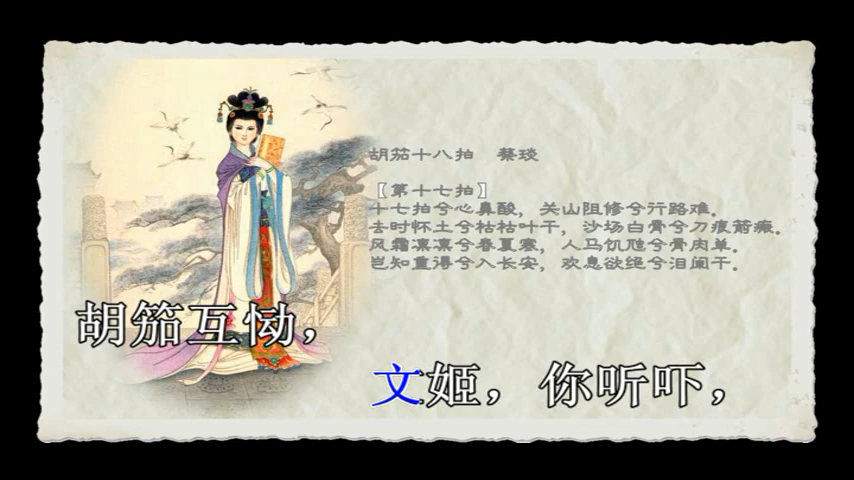 胡笳十八拍　蔡琰
〖第十七拍〗
十七拍兮心鼻酸，关山阻修兮行路难。
去时怀土兮枯枯叶干，沙场白骨兮刀痕箭瘢。
风霜凛凛兮春夏寒，人马饥豗兮骨肉单。
岂知重得兮入长安，欢息欲绝兮泪阑干。
胡笳互恸，
文姬，你听吓，